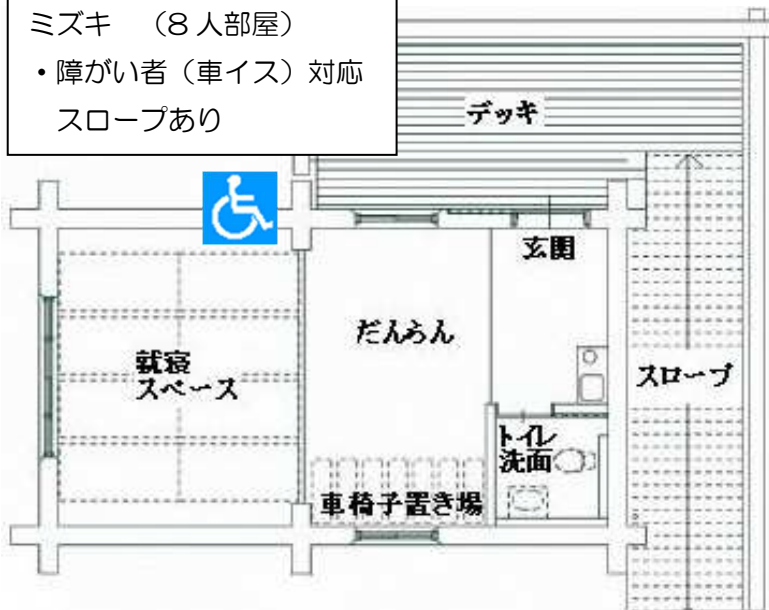 ミズキ　（8人部屋）
・障がい者（車イス）対応
スロープあり
デッキ
玄関
だんらん
就寝
スペース
スロープ
トイレ
洗面
車椅子置き場